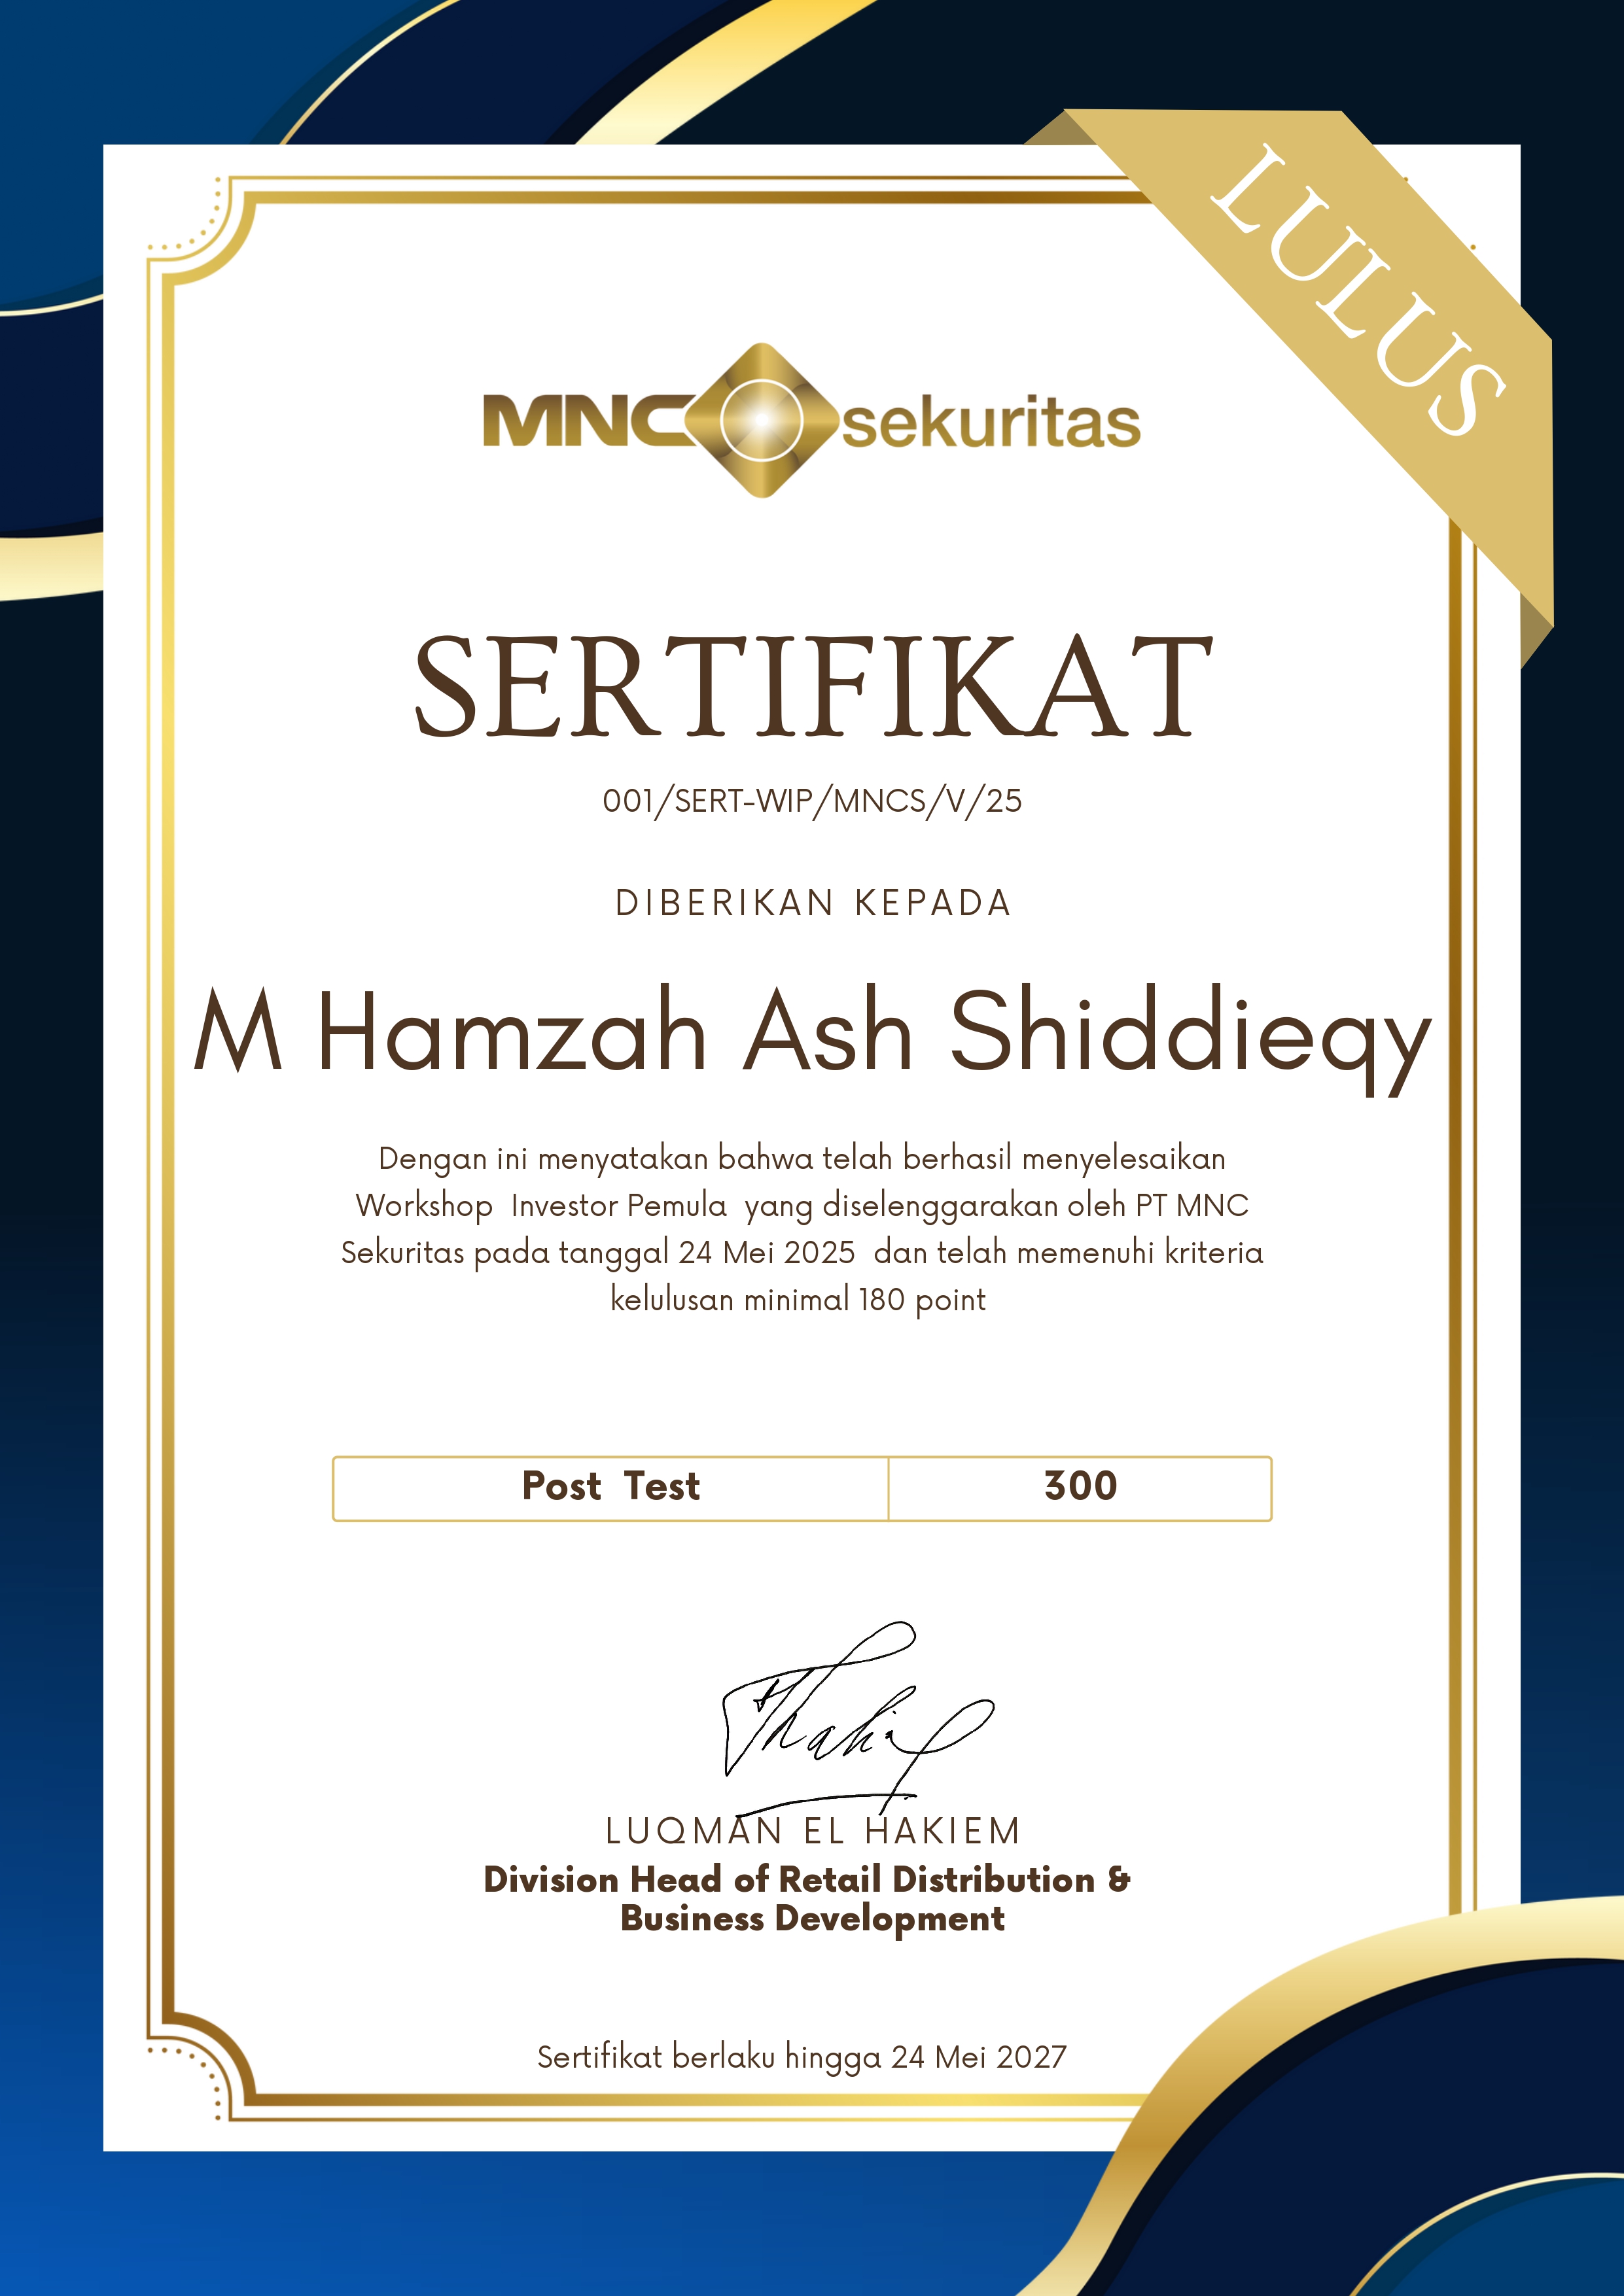 LULUS
MNC sekuritas
SERTIFIKAT
001/SERT-WIP/MNCS/V/25
DIBERIKAN KEPADA
M Hamzah Ash Shiddieqy
Dengan ini menyatakan bahwa telah berhasil menyelesaikan
Workshop Investor Pemula yang diselenggarakan oleh PT MNC
Sekuritas pada tanggal 24 Mei 2025 dan telah memenuhi kriteria
kelulusan minimal 180 point
Post Test 300
LUQMAN EL HAKIEM
Division Head of Retail Distribution &
Business Development
Sertifikat berlaku hingga 24 Mei 2027